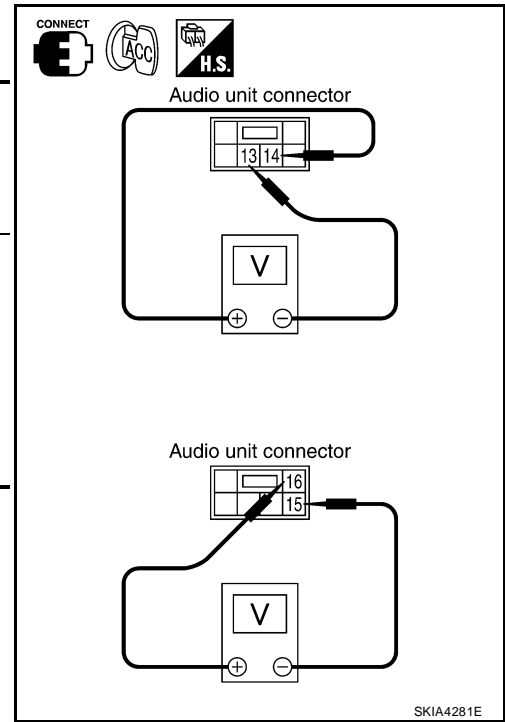 CONNECT
ACC
H.S.
Audio unit connector
13 14
V
+ −
Audio unit connector
16
15
V
+ −
SKIA4281E